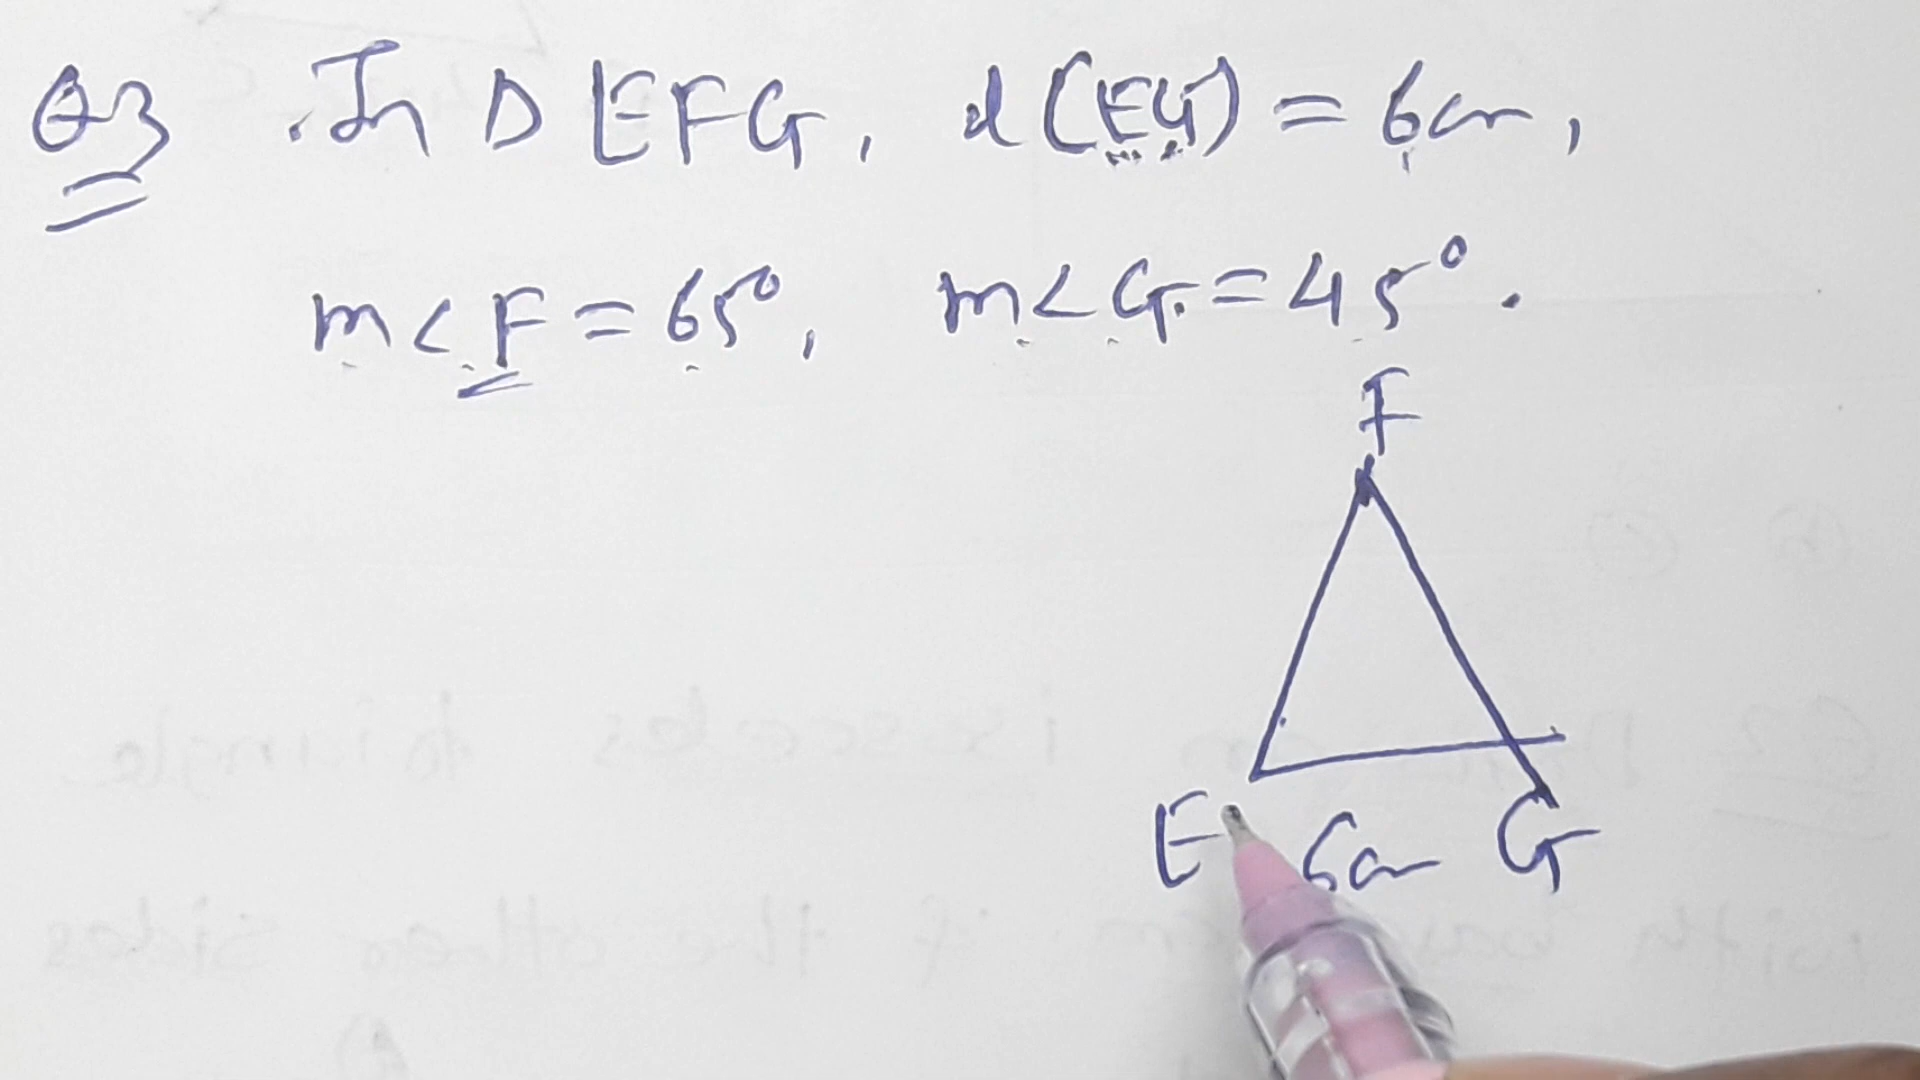 Q3 . In D EFG, d(EG) = 6cm,
m< F = 65°, m∠G = 45°.
F
E 6cm G